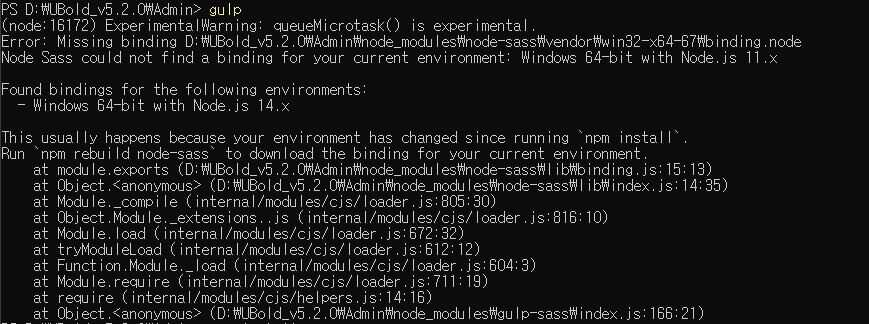 PS D:₩UBold_v5.2.0₩Admin> gulp
(node:16172) ExperimentalWarning: queueMicrotask() is experimental.
Error: Missing binding D:₩UBold_v5.2.0₩Admin₩node_modules₩node-sass₩vendor₩win32-x64-67₩binding.node
Node Sass could not find a binding for your current environment: Windows 64-bit with Node.js 11.x

Found bindings for the following environments:
  - Windows 64-bit with Node.js 14.x

This usually happens because your environment has changed since running `npm install`.
Run `npm rebuild node-sass` to download the binding for your current environment.
    at module.exports (D:₩UBold_v5.2.0₩Admin₩node_modules₩node-sass₩lib₩binding.js:15:13)
    at Object.<anonymous> (D:₩UBold_v5.2.0₩Admin₩node_modules₩node-sass₩lib₩index.js:14:35)
    at Module._compile (internal/modules/cjs/loader.js:805:30)
    at Object.Module._extensions..js (internal/modules/cjs/loader.js:816:10)
    at Module.load (internal/modules/cjs/loader.js:672:32)
    at tryModuleLoad (internal/modules/cjs/loader.js:612:12)
    at Function.Module._load (internal/modules/cjs/loader.js:604:3)
    at Module.require (internal/modules/cjs/loader.js:711:19)
    at require (internal/modules/cjs/helpers.js:14:16)
    at Object.<anonymous> (D:₩UBold_v5.2.0₩Admin₩node_modules₩gulp-sass₩index.js:166:21)